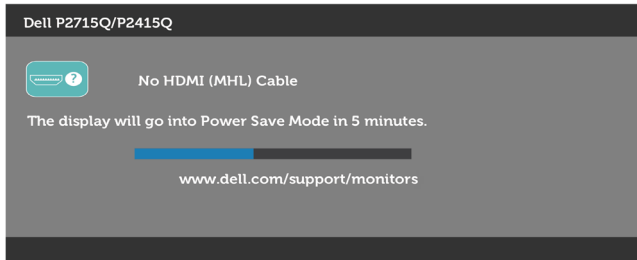 Dell P2715Q/P2415Q
?
No HDMI (MHL) Cable
The display will go into Power Save Mode in 5 minutes.
www.dell.com/support/monitors